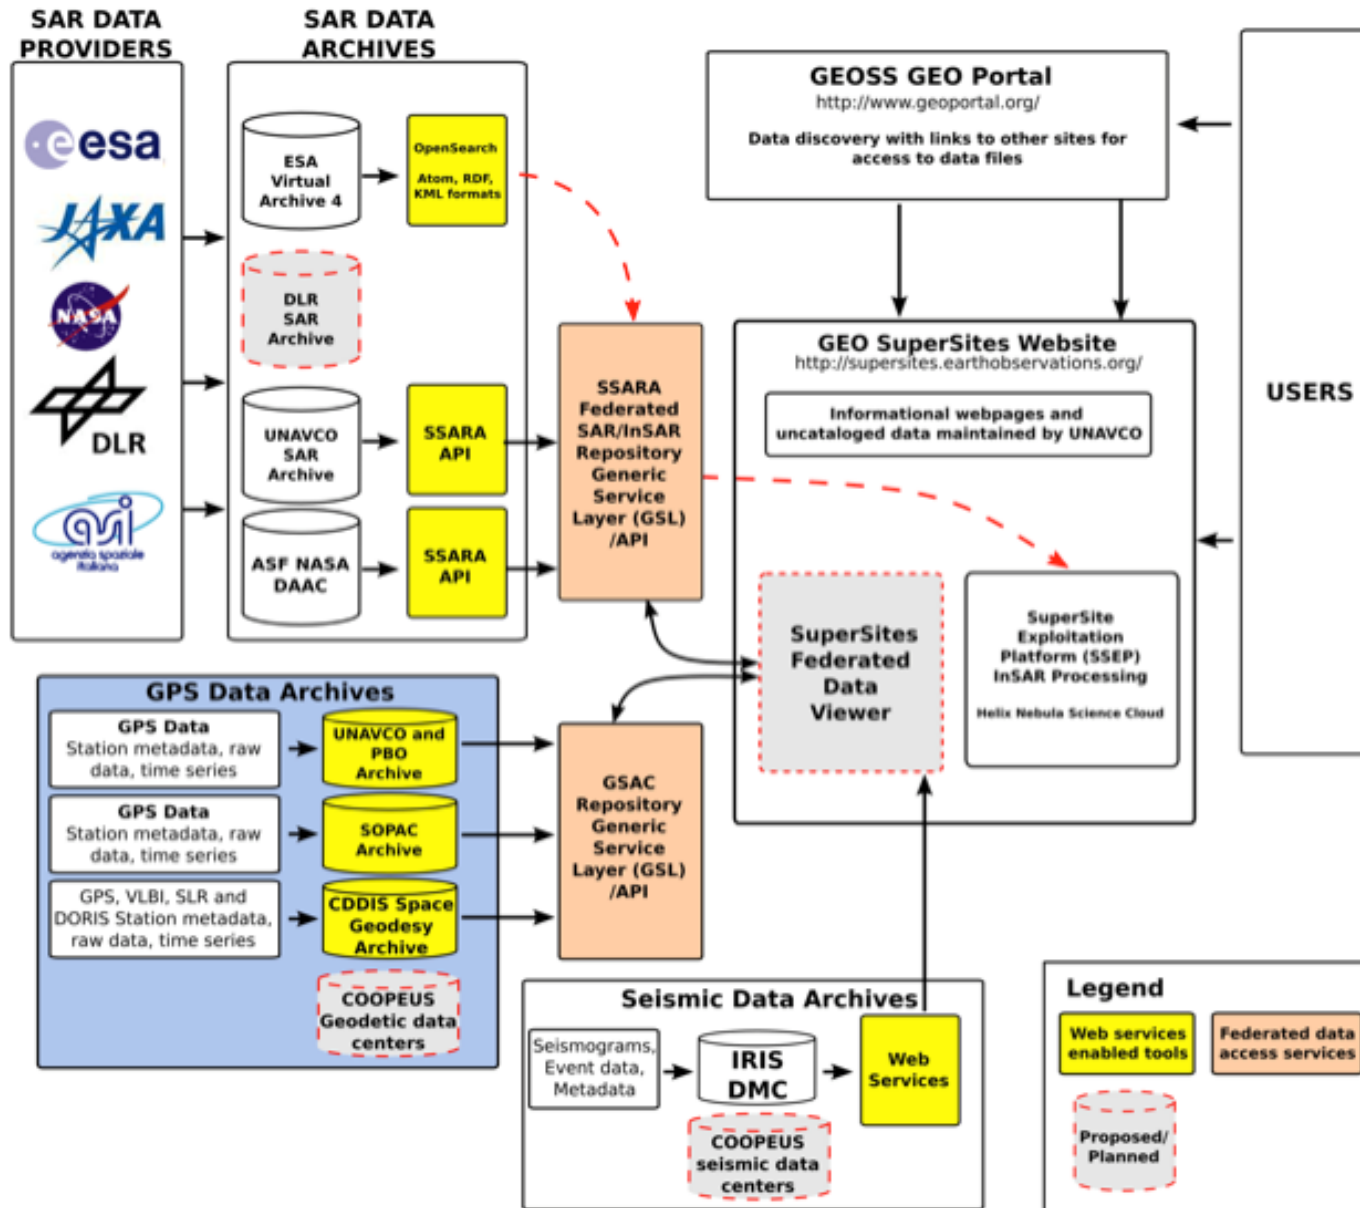 SAR DATA
PROVIDERS
esa
JAXA
NASA
DLR
asi
agenzia spaziale
italiana
SAR DATA
ARCHIVES
ESA
Virtual
Archive 4
OpenSearch
Atom, RDF,
KML formats
DLR
SAR
Archive
UNAVCO
SAR
Archive
SSARA
API
ASF NASA
DAAC
SSARA
API
SSARA
Federated
SAR/InSAR
Repository
Generic
Service
Layer (GSL)
/API
GEOSS GEO Portal
http://www.geoportal.org/
Data discovery with links to other sites for
access to data files
GEO SuperSites Website
http://supersites.earthobservations.org/
Informational webpages and
uncataloged data maintained by UNAVCO
SuperSites
Federated
Data
Viewer
SuperSite
Exploitation
Platform (SSEP)
InSAR Processing
Helix Nebula Science Cloud
USERS
GPS Data Archives
GPS Data
Station metadata, raw
data, time series
UNAVCO and
PBO
Archive
GPS Data
Station metadata, raw
data, time series
SOPAC
Archive
GPS, VLBI, SLR and
DORIS Station metadata,
raw data, time series
CDDIS Space
Geodesy
Archive
COOPEUS
Geodetic data
centers
GSAC
Repository
Generic
Service
Layer (GSL)
/API
Seismic Data Archives
Seismograms,
Event data,
Metadata
IRIS
DMC
Web
Services
COOPEUS
seismic data
centers
Legend
Web services
enabled tools
Federated data
access services
Proposed/
Planned